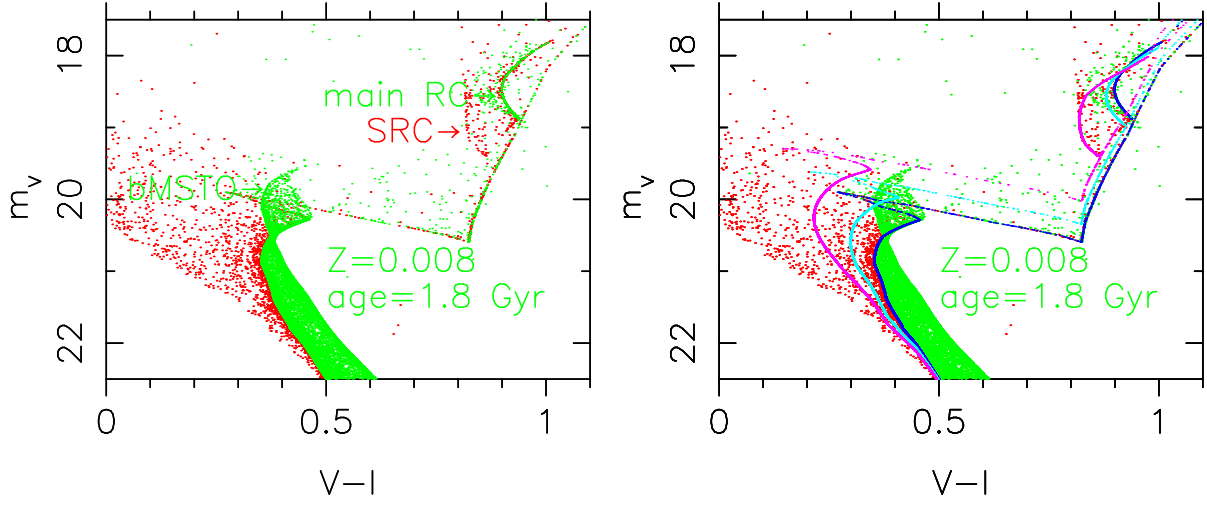 18
20
22
m_v
main RC→
SRC→
bMSTO→
Z=0.008
age=1.8 Gyr
0
0.5
1
V−I
18
20
22
m_v
Z=0.008
age=1.8 Gyr
0
0.5
1
V−I